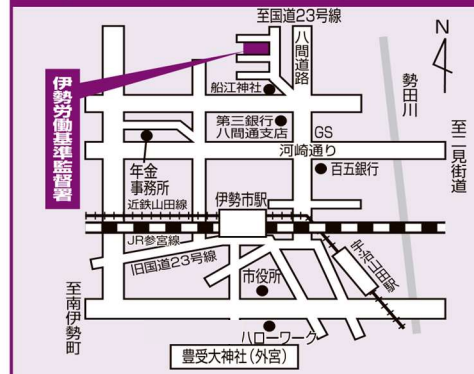 至国道23号線
八間道路
N
伊勢労働基準監督署
船江神社
勢田川
第三銀行
八間通支店
GS
至二見街道
河崎通り
年金
事務所
百五銀行
伊勢市駅
近鉄山田線
JR参宮線
旧国道23号線
宇治山田駅
市役所
至南伊勢町
ハローワーク
豊受大神社(外宮)